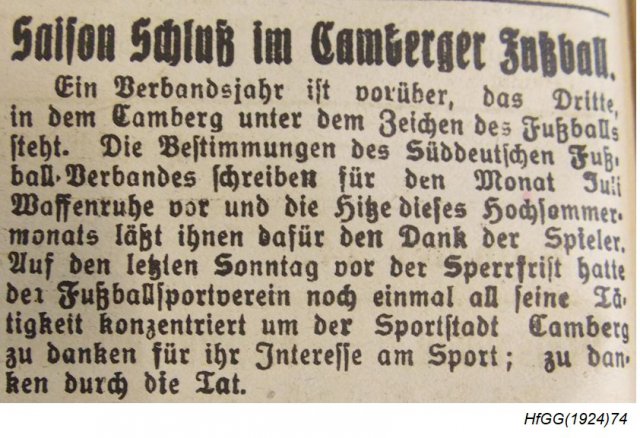 Saison Schluß im Camberger Fußball.
Ein Verbandsjahr ist vorüber, das Dritte,
in dem Camberg unter dem Zeichen des Fußballs
steht. Die Bestimmungen des Süddeutschen Fuß-
ball-Verbandes schreiben für den Monat Juli
Waffenruhe vor und die Hitze dieses Hochsommer-
monats läßt ihnen dafür den Dank der Spieler.
Auf den letzten Sonntag vor der Sperrfrist hatte
der Fußballsportverein noch einmal all seine Tä-
tigkeit konzentriert um der Sportstadt Camberg
zu danken für ihr Interesse am Sport; zu dan-
ken durch die Tat.
HfGG(1924)74